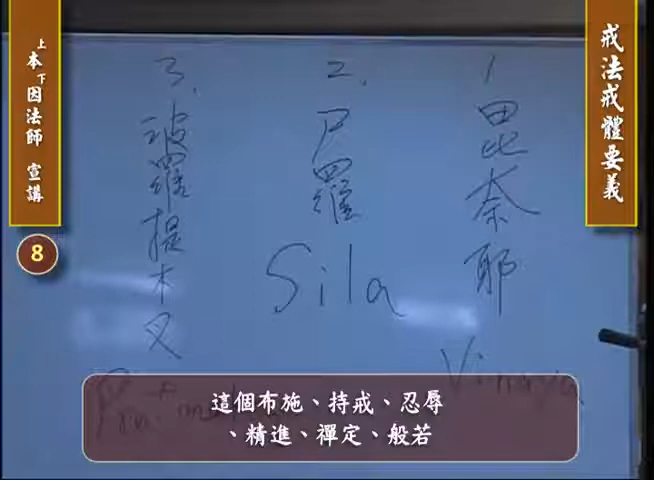 戒法戒體要義
1
毘奈耶
Vinaya
2.
尸羅
Sila
3.
波羅提木叉
上本下因法師 宣講
8
這個布施、持戒、忍辱
、精進、禪定、般若